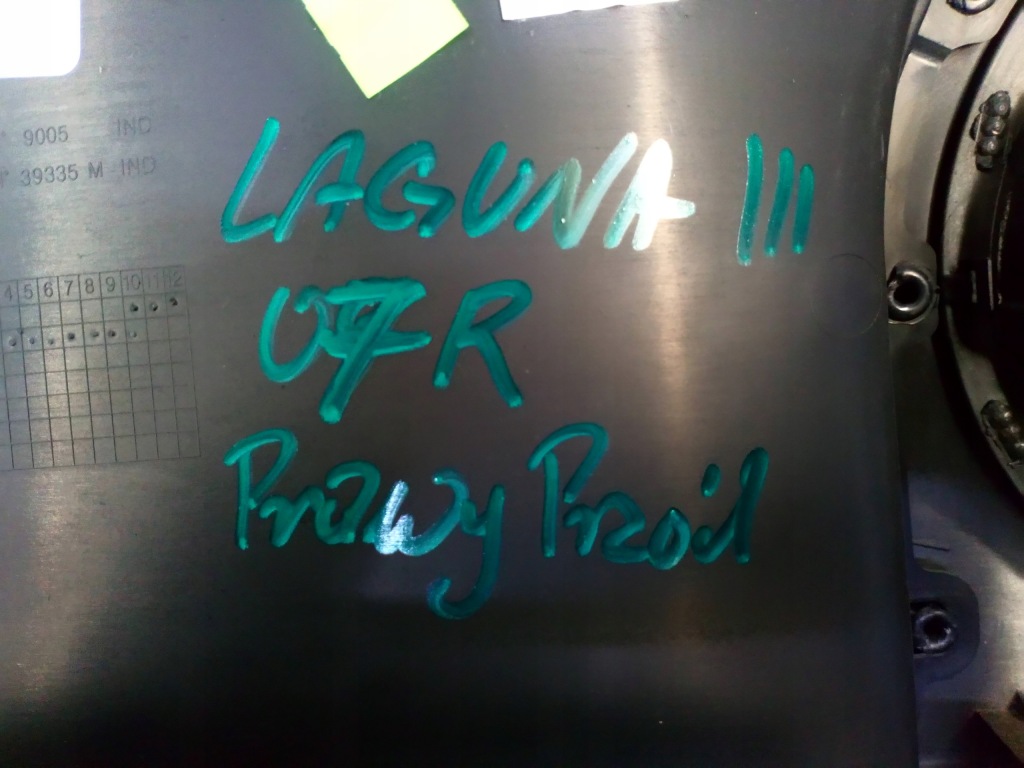 9005 IND
39335 M-IND
LAGUNA III
07R
4 5 6 7 8 9 10 11 12
Prawy Przód